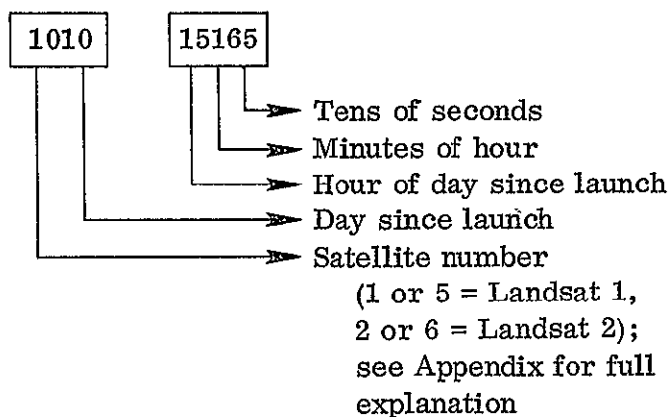 1010 15165
Tens of seconds
Minutes of hour
Hour of day since launch
Day since launch
Satellite number
(1 or 5 = Landsat 1,
2 or 6 = Landsat 2);
see Appendix for full
explanation